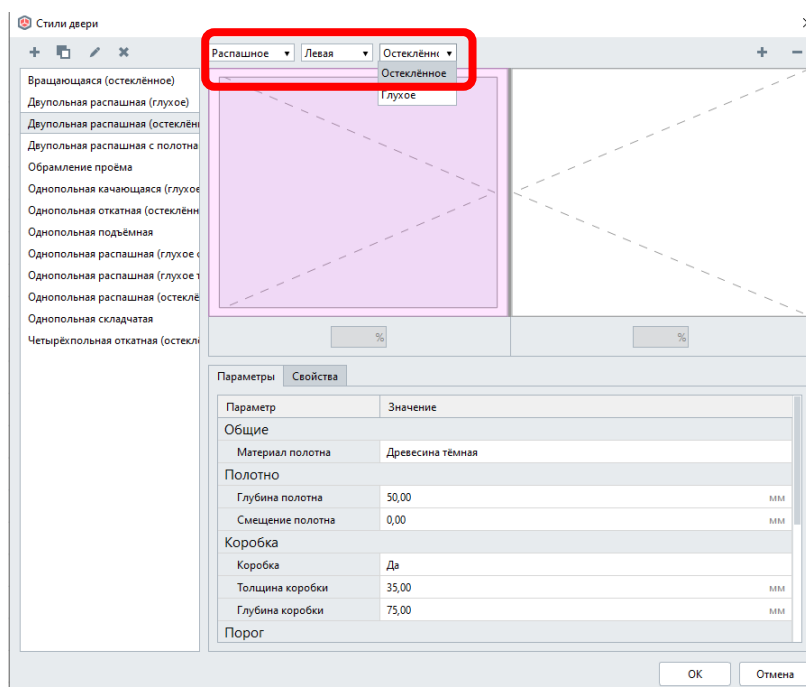 Стили двери
Распашное Левая Остеклённс
Остеклённое
Глухое
Вращающаяся (остеклённое)
Двупольная распашная (глухое)
Двупольная распашная (остеклённ
Двупольная распашная с полотна
Обрамление проёма
Однопольная качающаяся (глухое
Однопольная откатная (остеклённ
Однопольная подъёмная
Однопольная распашная (глухое с
Однопольная распашная (глухое т
Однопольная распашная (остеклё
Однопольная складчатая
Четырёхпольная откатная (остекл
% %
Параметры Свойства
Параметр Значение
Общие
Материал полотна Древесина тёмная
Полотно
Глубина полотна 50,00 мм
Смещение полотна 0,00 мм
Коробка
Коробка Да
Толщина коробки 35,00 мм
Глубина коробки 75,00 мм
Порог
OK Отмена